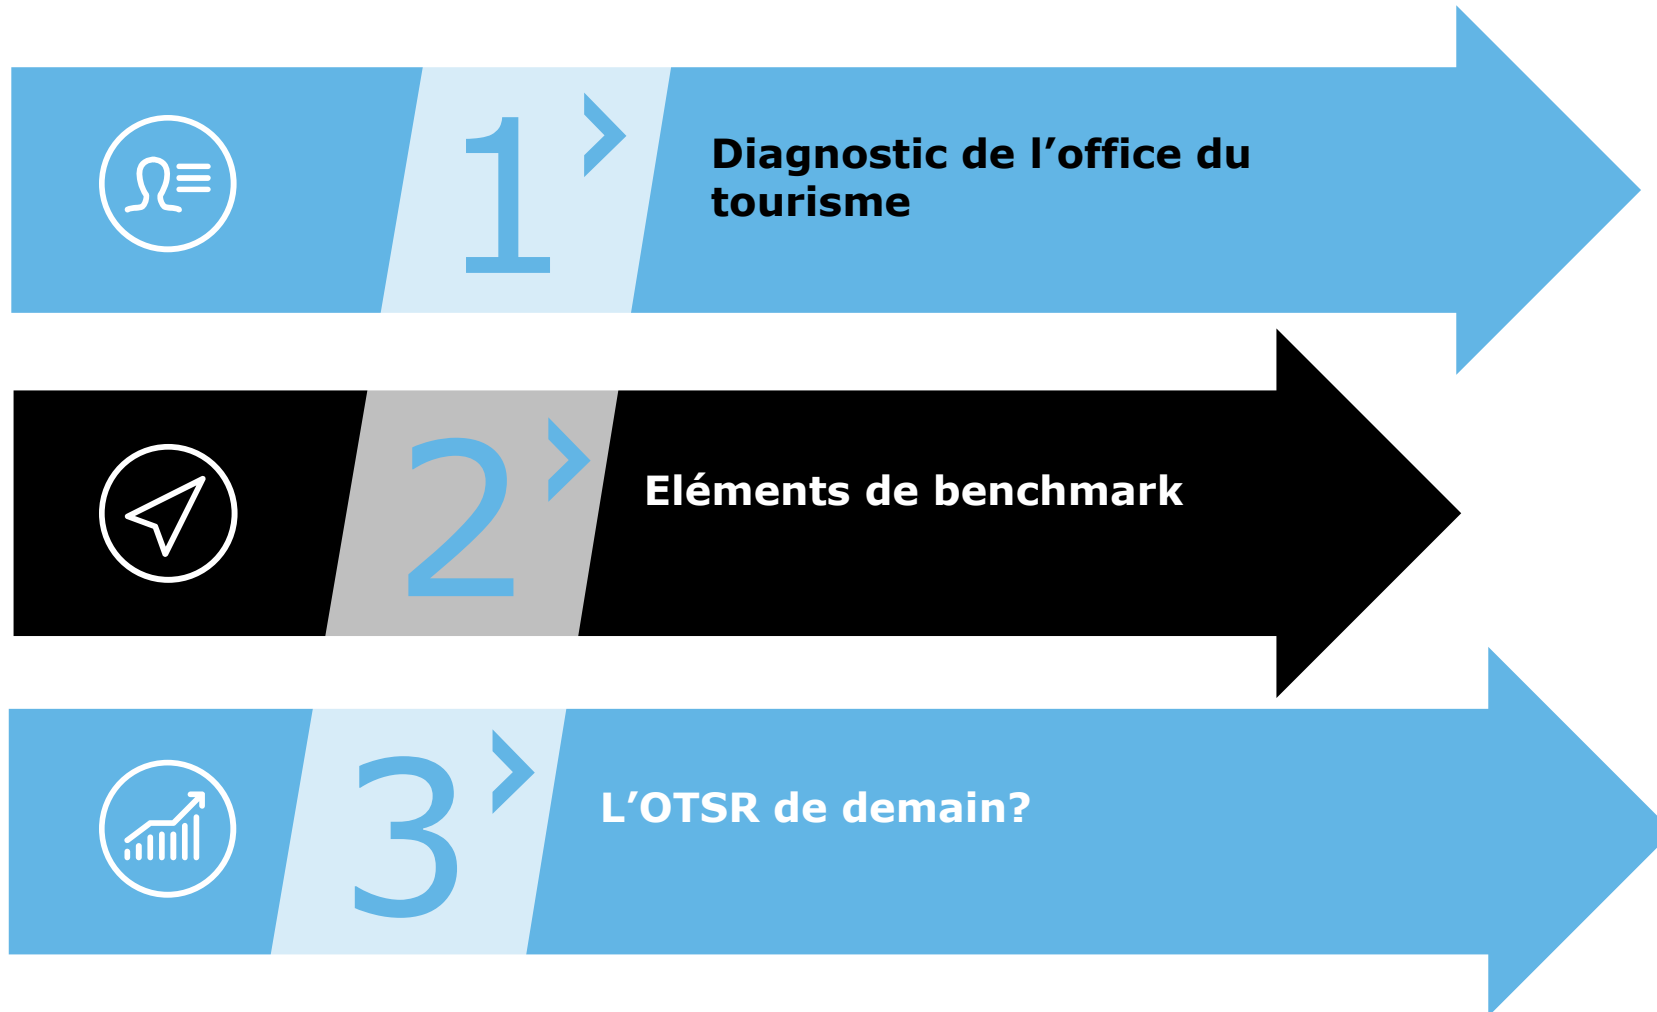 1
Diagnostic de l’office du
tourisme
2
Eléments de benchmark
3
L’OTSR de demain?